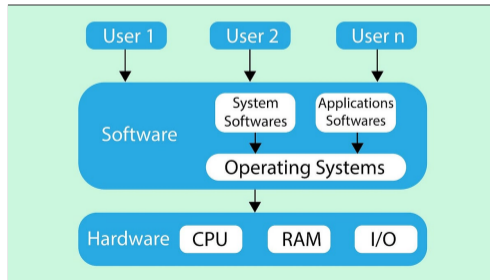 User 1
User 2
User n
System
Softwares
Applications
Softwares
Software
Operating Systems
Hardware
CPU
RAM
I/O